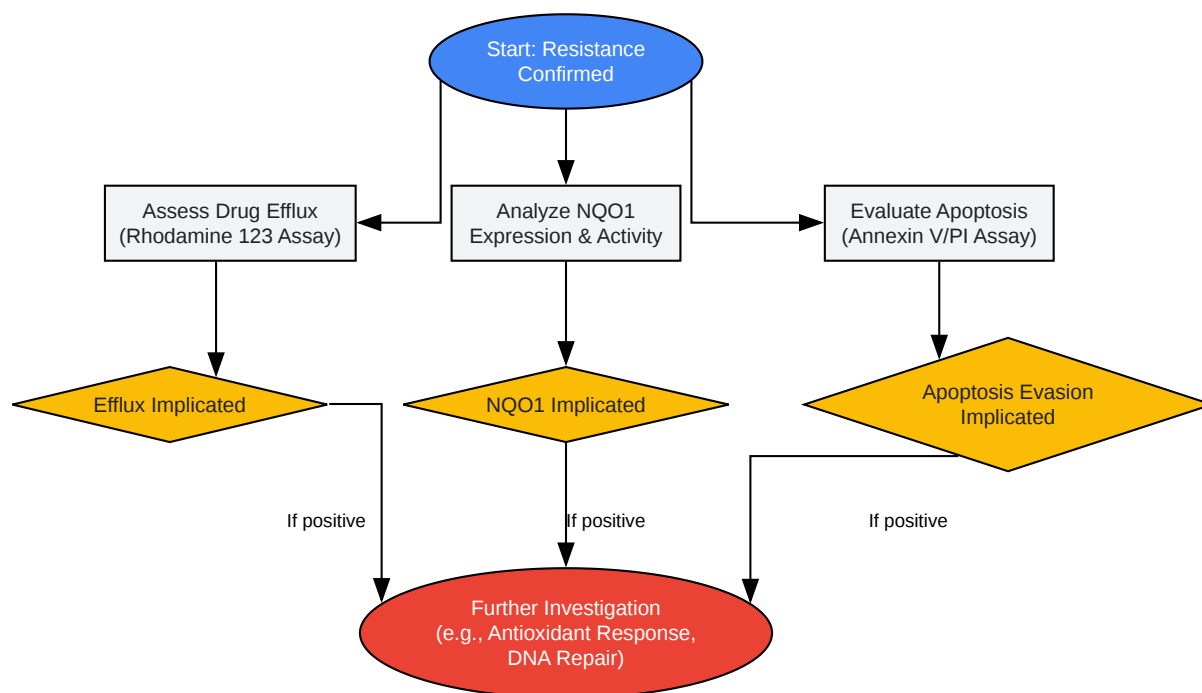 Start: Resistance
Confirmed
Assess Drug Efflux
(Rhodamine 123 Assay)
Analyze NQO1
Expression & Activity
Evaluate Apoptosis
(Annexin V/PI Assay)
Efflux Implicated
NQO1 Implicated
Apoptosis Evasion
Implicated
If positive
If positive
If positive
Further Investigation
(e.g., Antioxidant Response,
DNA Repair)